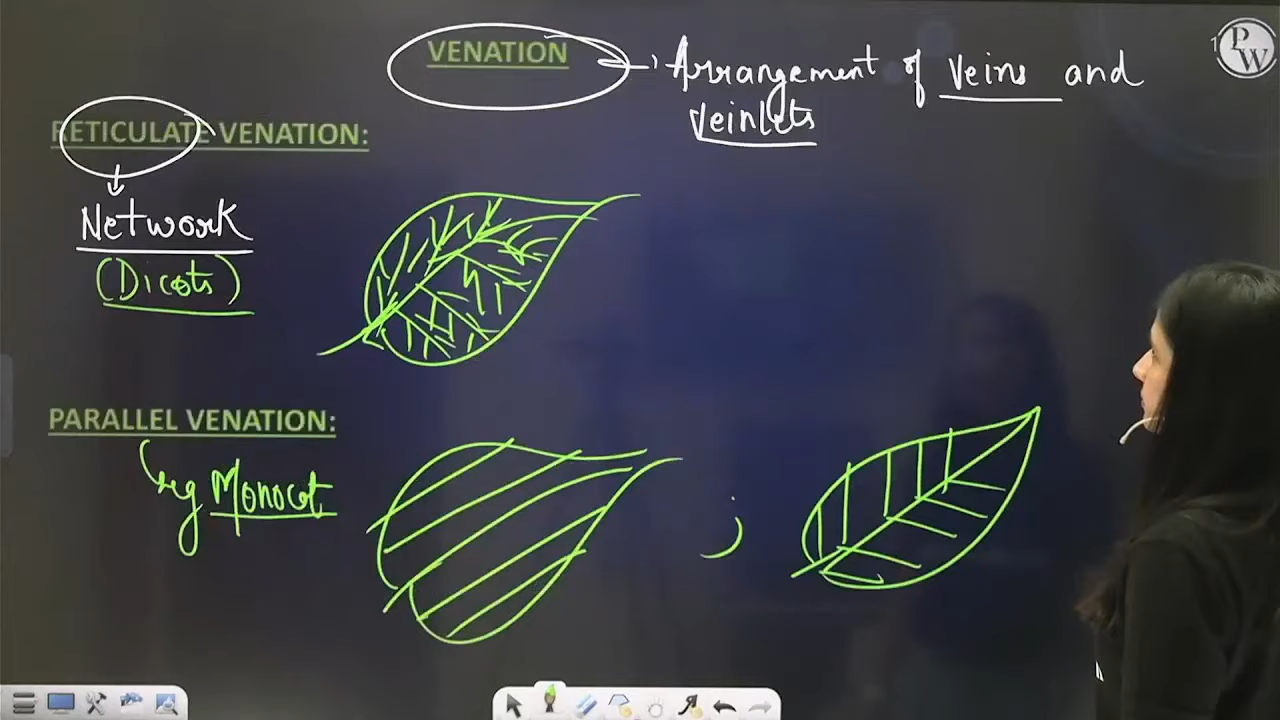 VENATION → Arrangement of Veins and
Veinlets
RETICULATE VENATION:
Network
(Dicots)
PARALLEL VENATION:
eg Monocot
PW